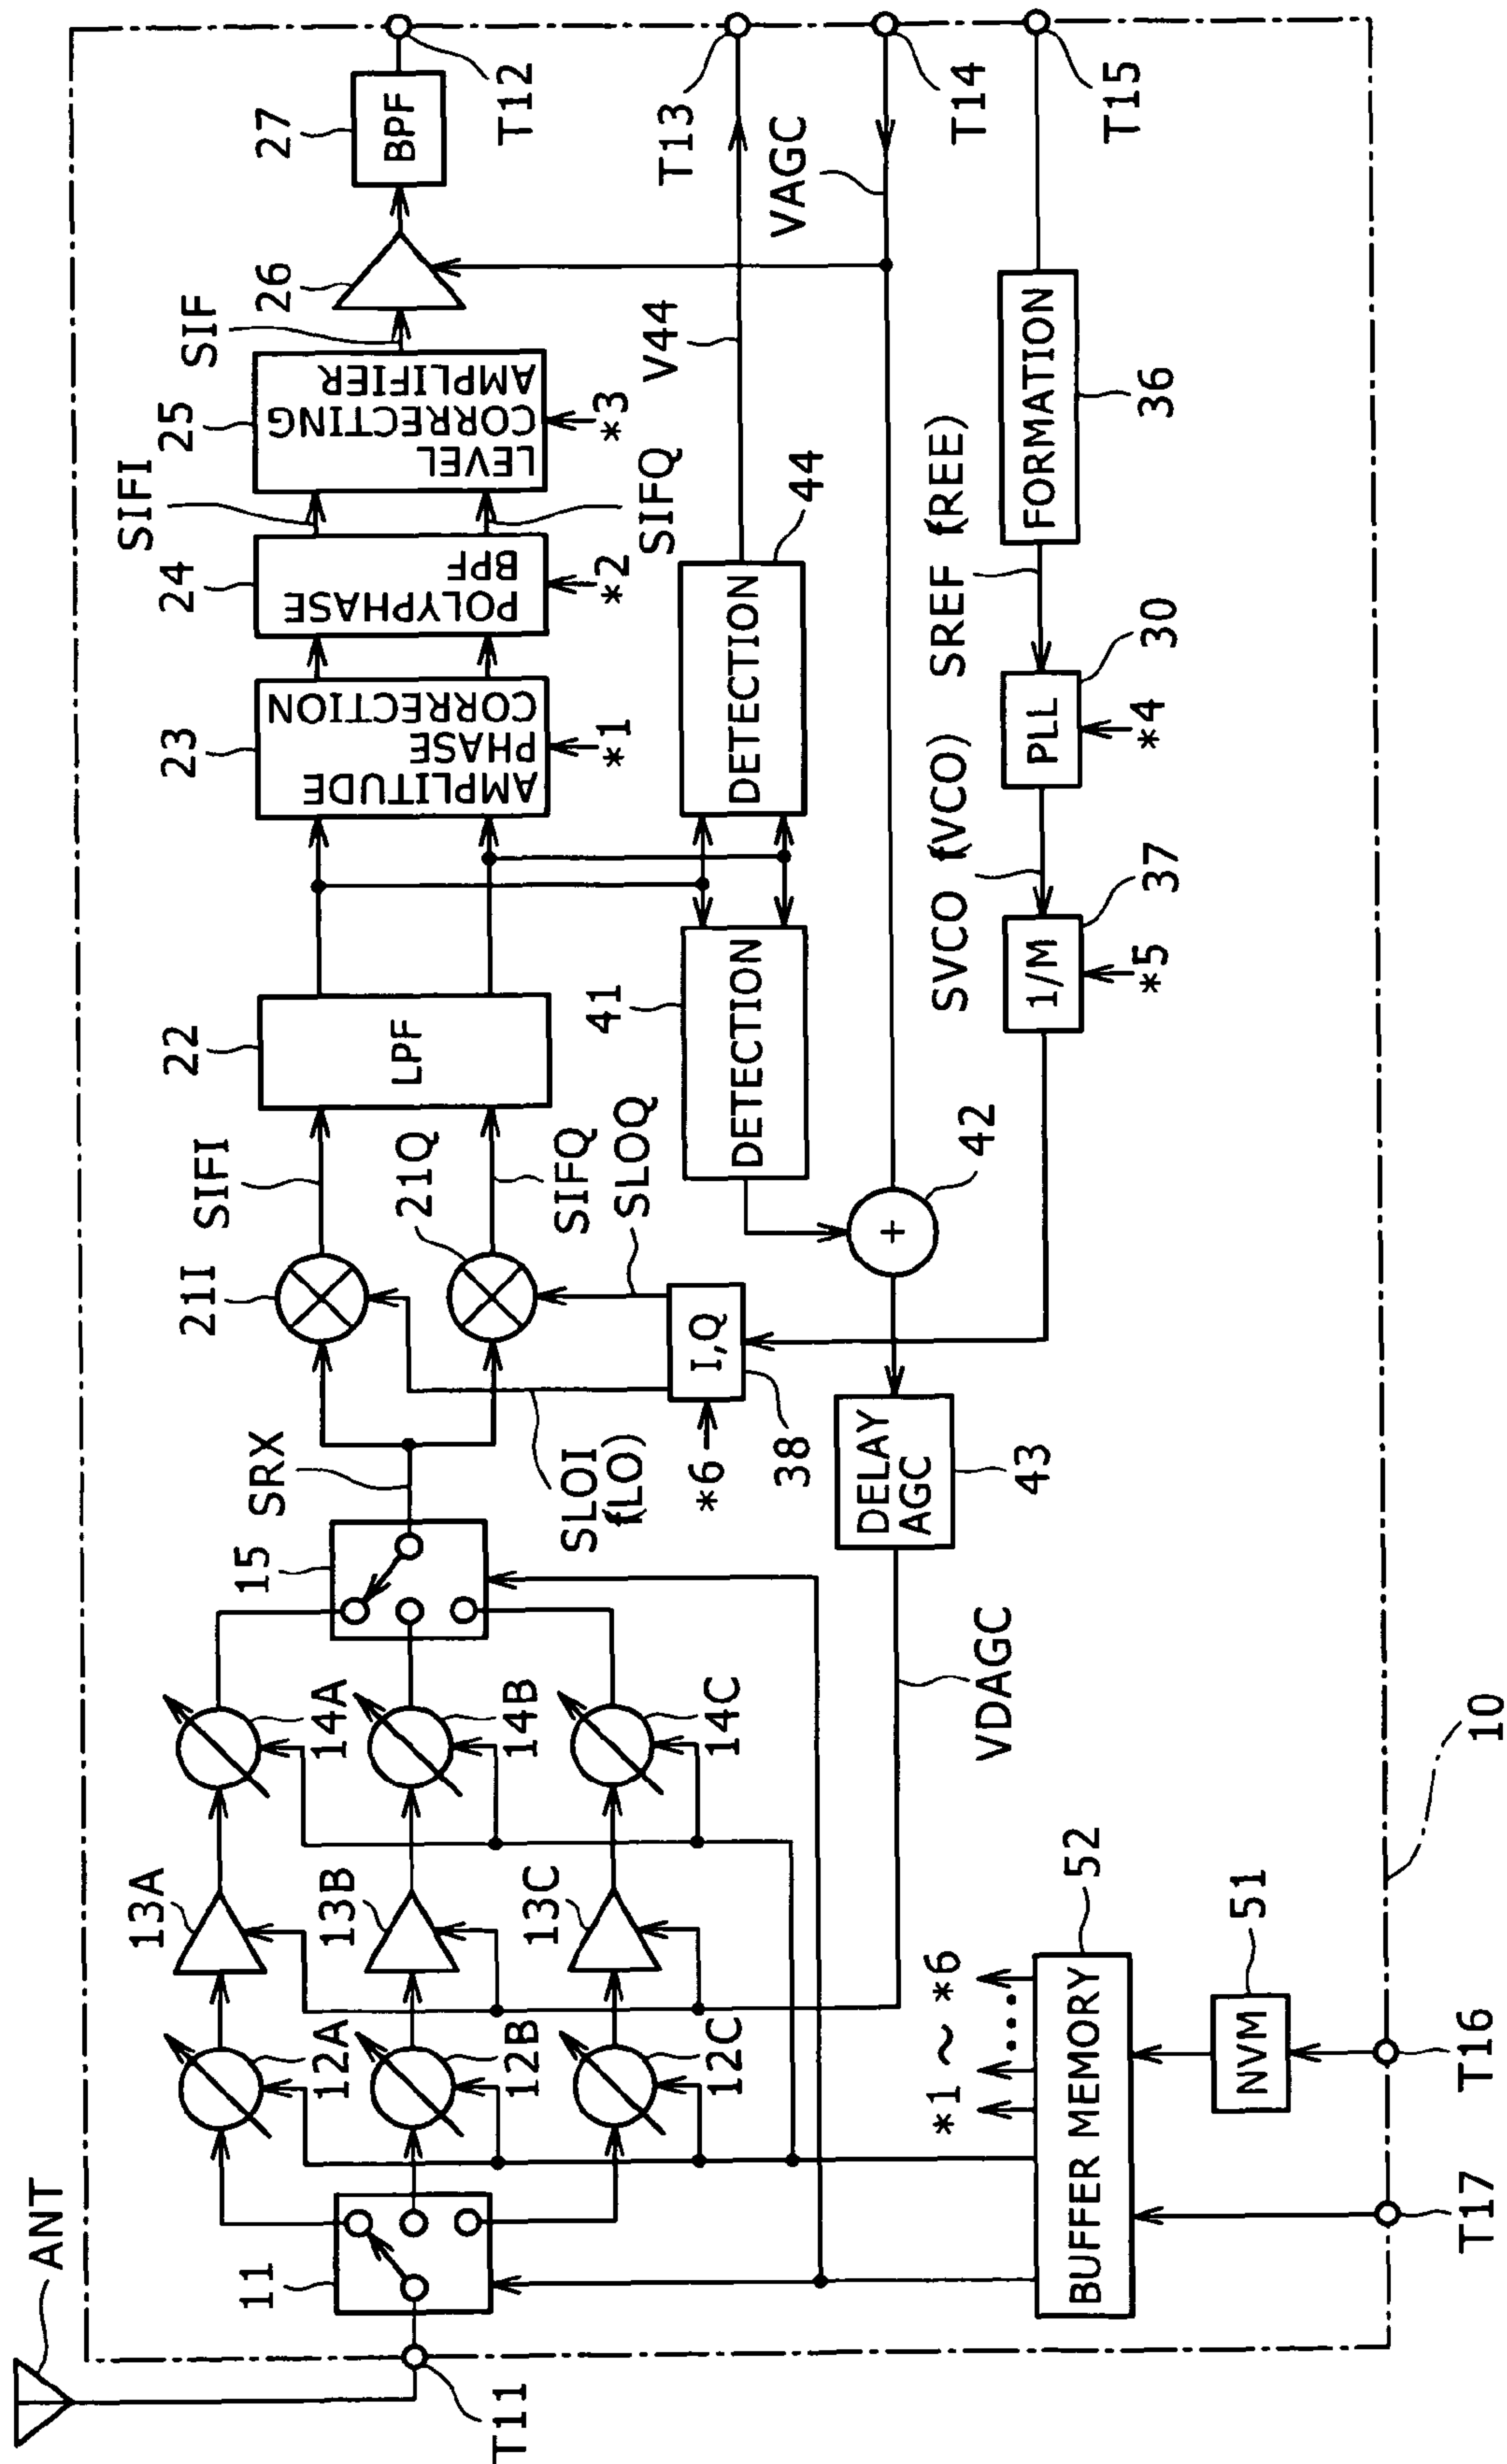 ANT
T11
11
12A
12B
12C
13A
13B
13C
14A
14B
14C
15
SRX
21I
21Q
SIFI
SIFQ
SLOI
(fLO)
SLOQ
I,Q
38
*6
22
LPF
23
AMPLITUDE
PHASE
CORRECTION
*1
24
POLYPHASE
BPF
*2
SIFI
SIFQ
25
LEVEL
CORRECTING
AMPLIFIER
*3
SIF
26
27
BPF
T12
41
DETECTION
DETECTION
44
V44
T13
VAGC
T14
42
+
DELAY
AGC
43
VDAGC
37
1/M
*5
SVCO (fVCO)
30
PLL
*4
SREF (fREE)
FORMATION
36
T15
BUFFER MEMORY
52
*1 ~ *6
NVM
51
T16
T17
10